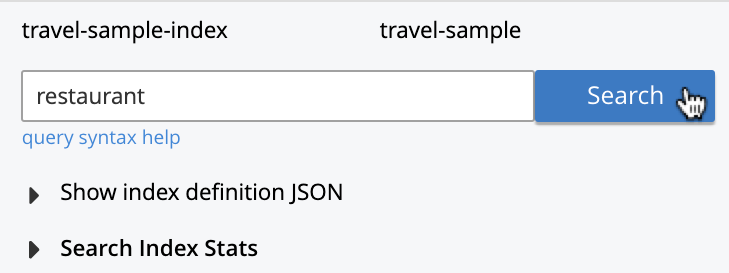 travel-sample-index travel-sample
restaurant Search
query syntax help
Show index definition JSON
Search Index Stats